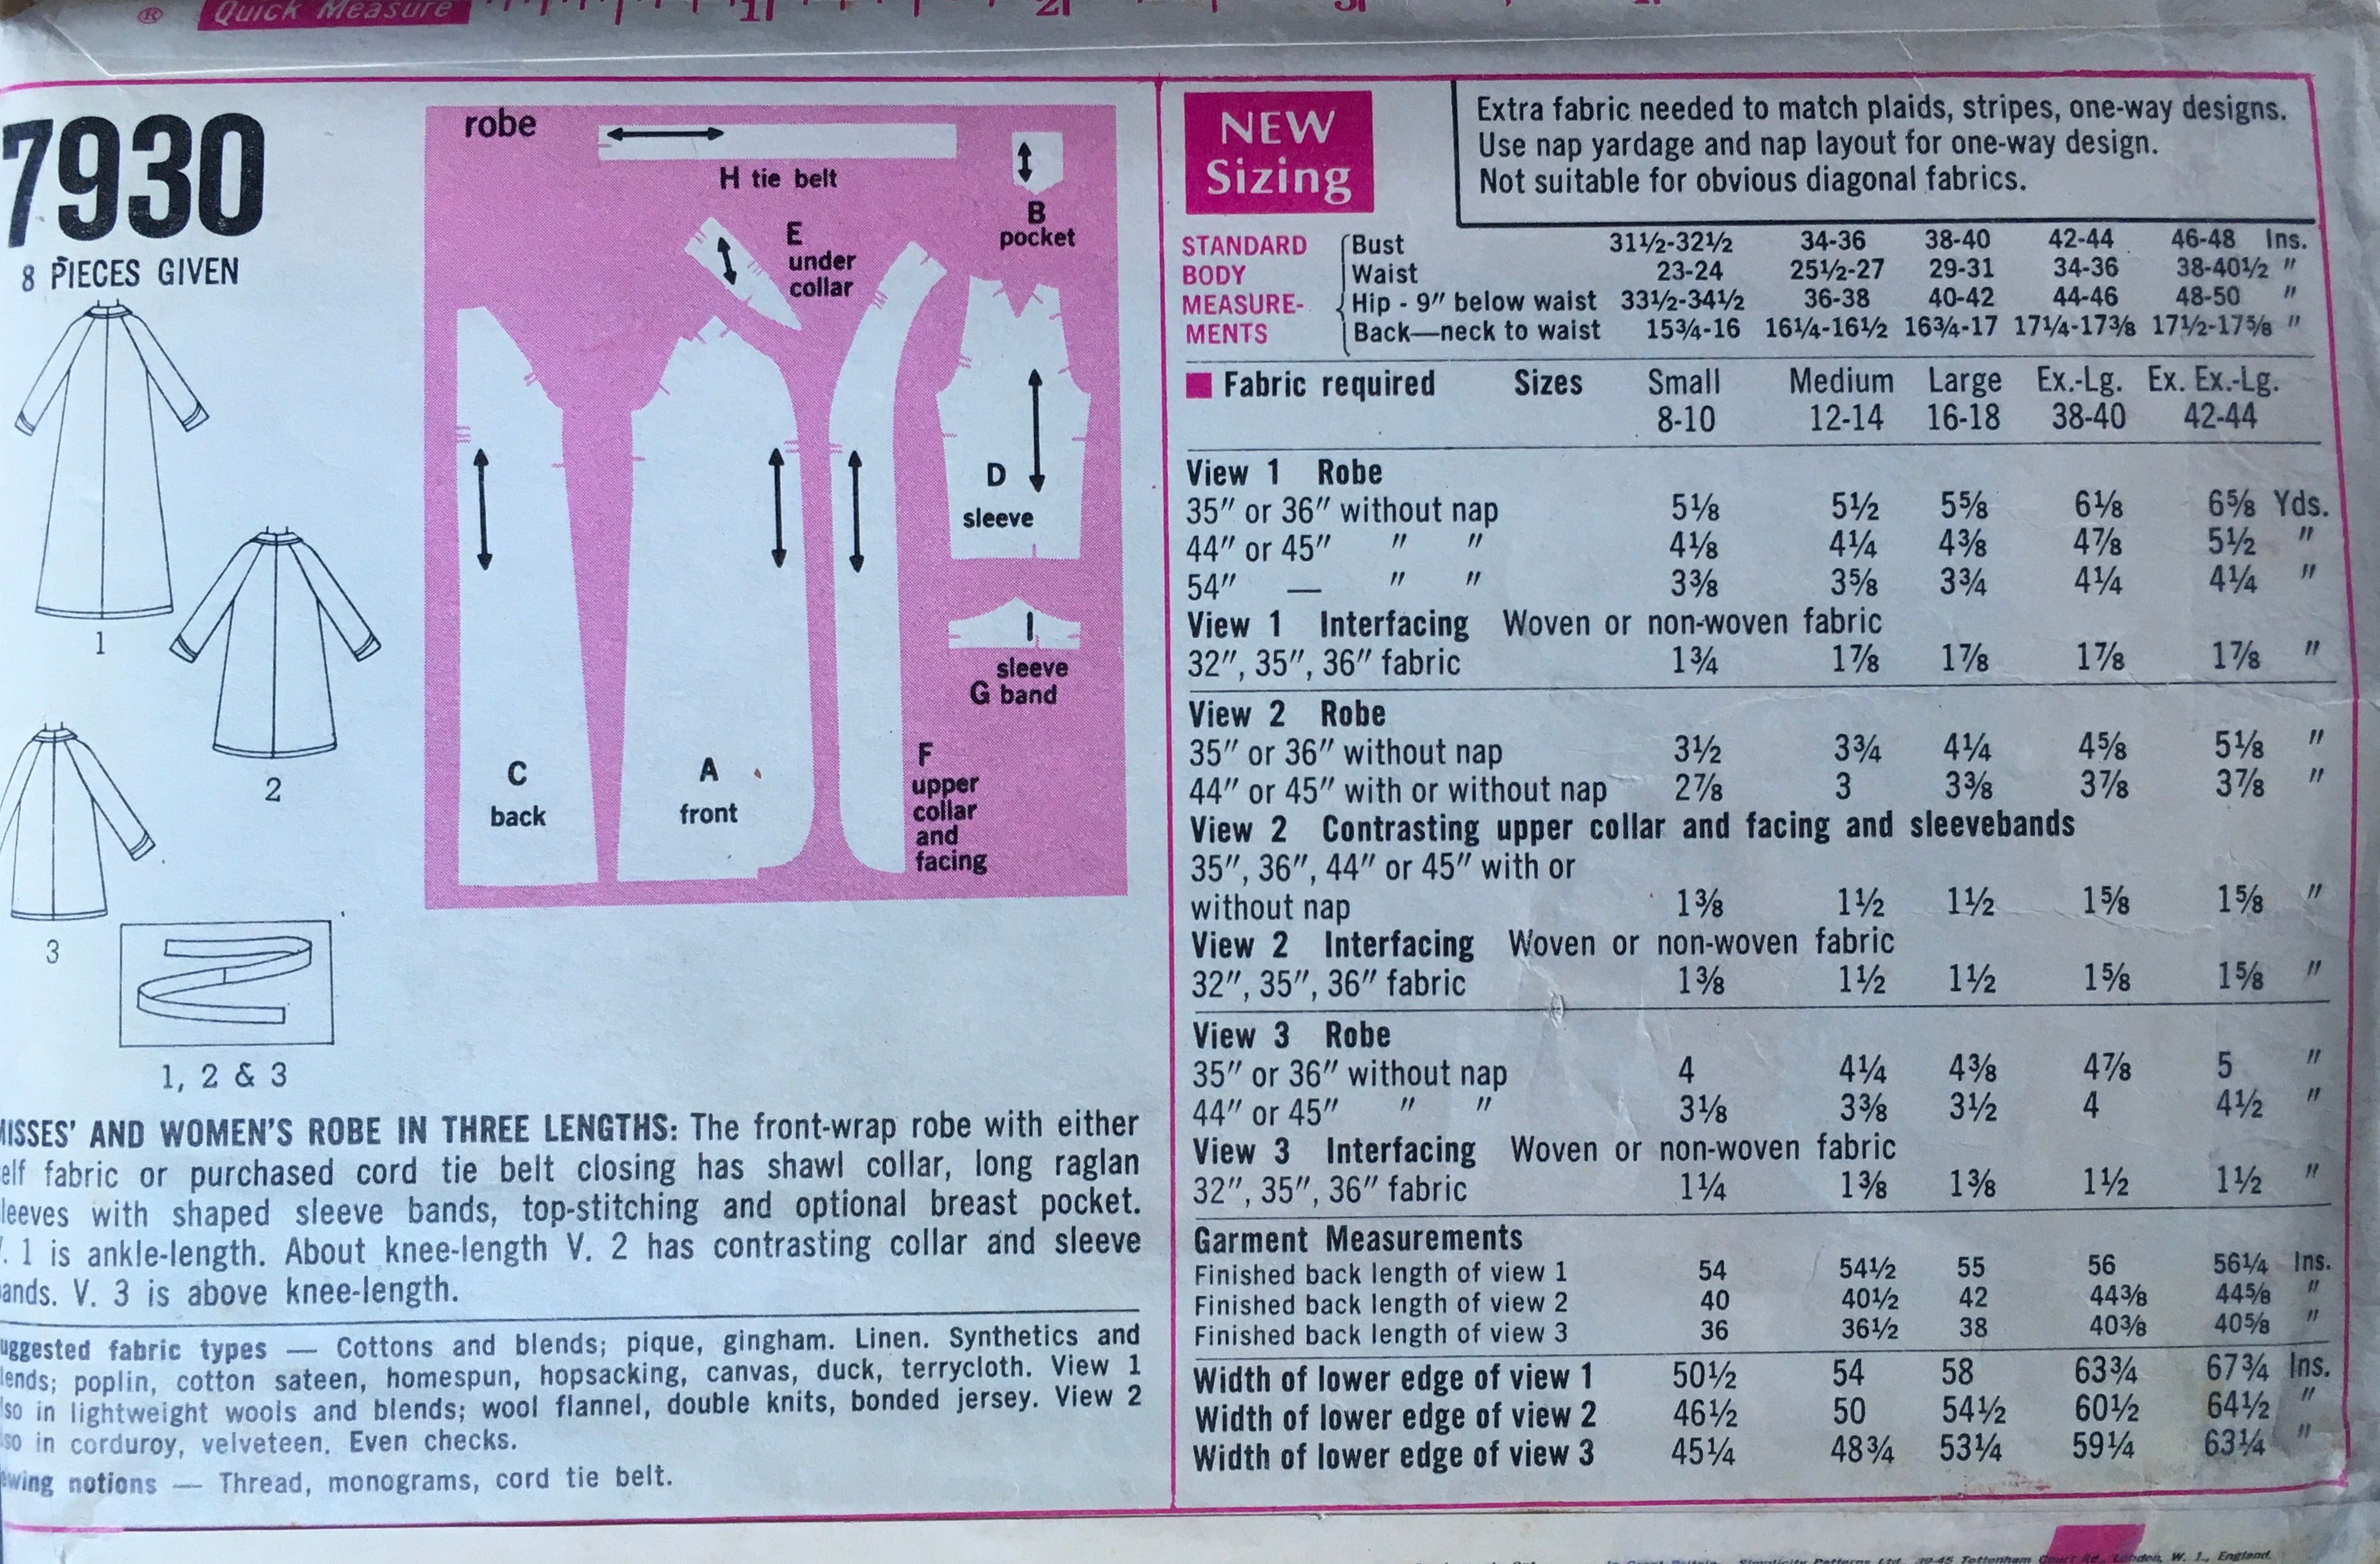 ® Quick Measure 1 2 3
7930
8 PIECES GIVEN
1
2
3
1, 2 & 3
robe
H tie belt
B
pocket
E
under
collar
D
sleeve
sleeve
G band
C
back
A
front
F
upper
collar
and
facing
MISSES' AND WOMEN'S ROBE IN THREE LENGTHS: The front-wrap robe with either
elf fabric or purchased cord tie belt closing has shawl collar, long raglan
leeves with shaped sleeve bands, top-stitching and optional breast pocket.
. 1 is ankle-length. About knee-length V. 2 has contrasting collar and sleeve
ands. V. 3 is above knee-length.
uggested fabric types — Cottons and blends; pique, gingham. Linen. Synthetics and
lends; poplin, cotton sateen, homespun, hopsacking, canvas, duck, terrycloth. View 1
lso in lightweight wools and blends; wool flannel, double knits, bonded jersey. View 2
lso in corduroy, velveteen. Even checks.
ewing notions — Thread, monograms, cord tie belt.
NEW
Sizing
Extra fabric needed to match plaids, stripes, one-way designs.
Use nap yardage and nap layout for one-way design.
Not suitable for obvious diagonal fabrics.
STANDARD Bust 31½-32½ 34-36 38-40 42-44 46-48 Ins.
BODY Waist 23-24 25½-27 29-31 34-36 38-40½ "
MEASURE- Hip - 9" below waist 33½-34½ 36-38 40-42 44-46 48-50 "
MENTS Back—neck to waist 15¾-16 16¼-16½ 16¾-17 17¼-17⅜ 17½-17⅝ "
Fabric required Sizes Small Medium Large Ex.-Lg. Ex. Ex.-Lg.
8-10 12-14 16-18 38-40 42-44
View 1 Robe
35" or 36" without nap 5⅛ 5½ 5⅝ 6⅛ 6⅝ Yds.
44" or 45" " " 4⅛ 4¼ 4⅜ 4⅞ 5½ "
54" — " " 3⅜ 3⅝ 3¾ 4¼ 4¼ "
View 1 Interfacing Woven or non-woven fabric
32", 35", 36" fabric 1¾ 1⅞ 1⅞ 1⅞ 1⅞ "
View 2 Robe
35" or 36" without nap 3½ 3¾ 4¼ 4⅝ 5⅛ "
44" or 45" with or without nap 2⅞ 3 3⅜ 3⅞ 3⅞ "
View 2 Contrasting upper collar and facing and sleevebands
35", 36", 44" or 45" with or
without nap 1⅜ 1½ 1½ 1⅝ 1⅝ "
View 2 Interfacing Woven or non-woven fabric
32", 35", 36" fabric 1⅜ 1½ 1½ 1⅝ 1⅝ "
View 3 Robe
35" or 36" without nap 4 4¼ 4⅜ 4⅞ 5 "
44" or 45" " " 3⅛ 3⅜ 3½ 4 4½ "
View 3 Interfacing Woven or non-woven fabric
32", 35", 36" fabric 1¼ 1⅜ 1⅜ 1½ 1½ "
Garment Measurements
Finished back length of view 1 54 54½ 55 56 56¼ Ins.
Finished back length of view 2 40 40½ 42 44⅜ 44⅝ "
Finished back length of view 3 36 36½ 38 40⅜ 40⅝ "
Width of lower edge of view 1 50½ 54 58 63¾ 67¾ Ins.
Width of lower edge of view 2 46½ 50 54½ 60½ 64½ "
Width of lower edge of view 3 45¼ 48¾ 53¼ 59¼ 63¼ "
Simplicity Patterns Ltd. 39-45 Tottenham Court Rd., London, W. 1., England.